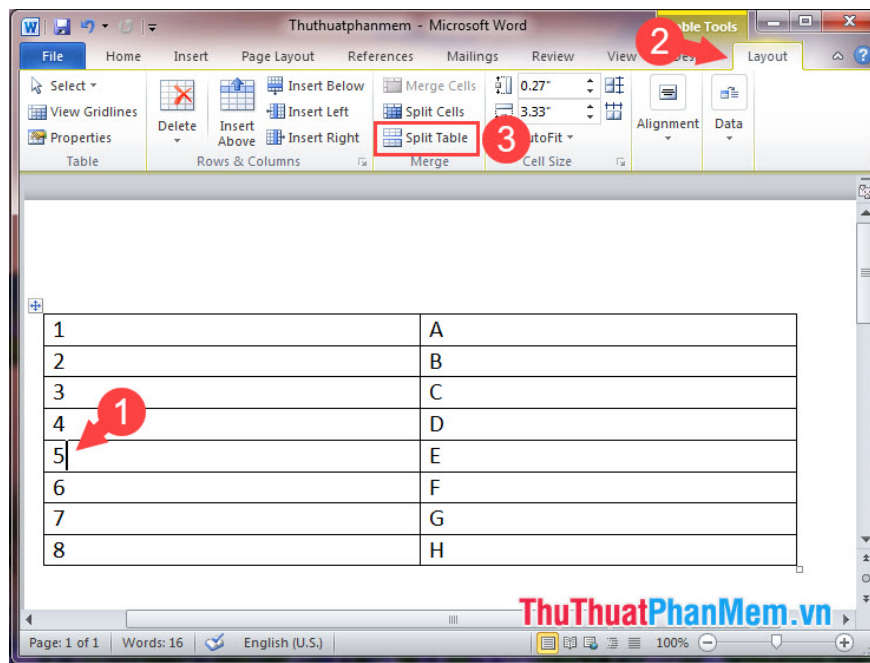 Thuthuatphanmem - Microsoft Word
Tools
File Home Insert Page Layout References Mailings Review View Layout
2
Select Insert Below Merge Cells 0.27"
View Gridlines Delete Insert Above Insert Left Split Cells 3.33" Alignment Data
Properties Insert Right Split Table 3 AutoFit
Table Rows & Columns Merge Cell Size
1 A
2 B
3 C
1
4 D
5 E
6 F
7 G
8 H
ThuThuatPhanMem.vn
Page: 1 of 1 Words: 16 English (U.S.) 100%